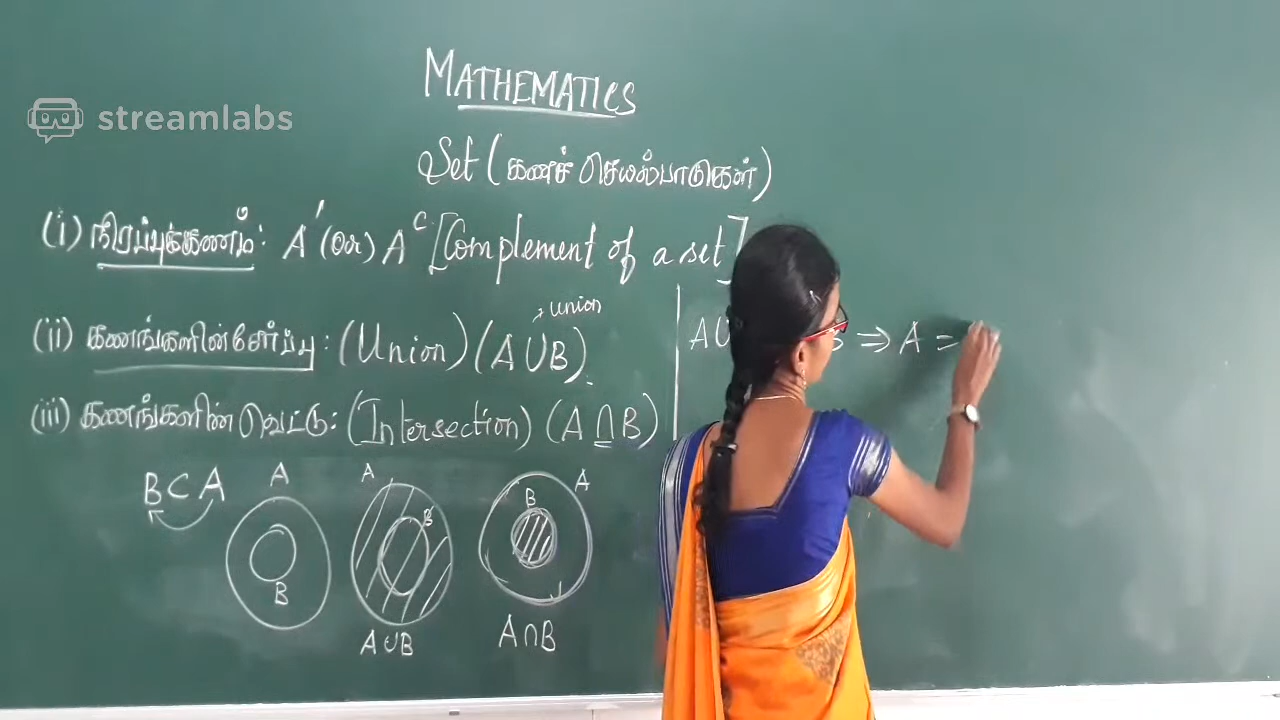 streamlabs
MATHEMATICS
Set (கணச் செயல்பாடுகள்)
(i) நிரப்புக்கணம்: A' (or) A^c [Complement of a set]
union
(ii) கணங்களின் சேர்ப்பு: (Union) (A ∪ B)
A ⇒ A =
(iii) கணங்களின் வெட்டு: (Intersection) (A ∩ B)
B ⊂ A
A
B
A
B
A ∪ B
B
A
A ∩ B